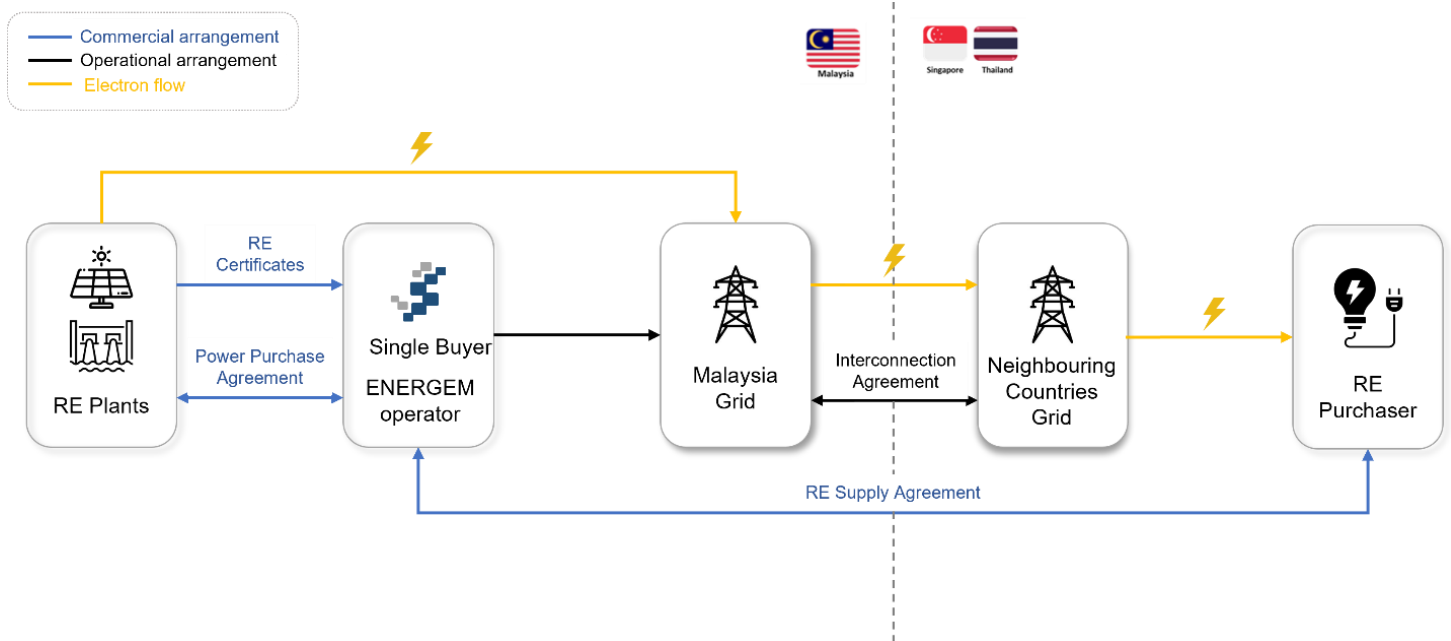 Commercial arrangement
Operational arrangement
Electron flow
Malaysia
Singapore
Thailand
RE
Certificates
Power Purchase
Agreement
RE Plants
Single Buyer
ENERGEM
operator
Malaysia
Grid
Interconnection
Agreement
Neighbouring
Countries
Grid
RE
Purchaser
RE Supply Agreement